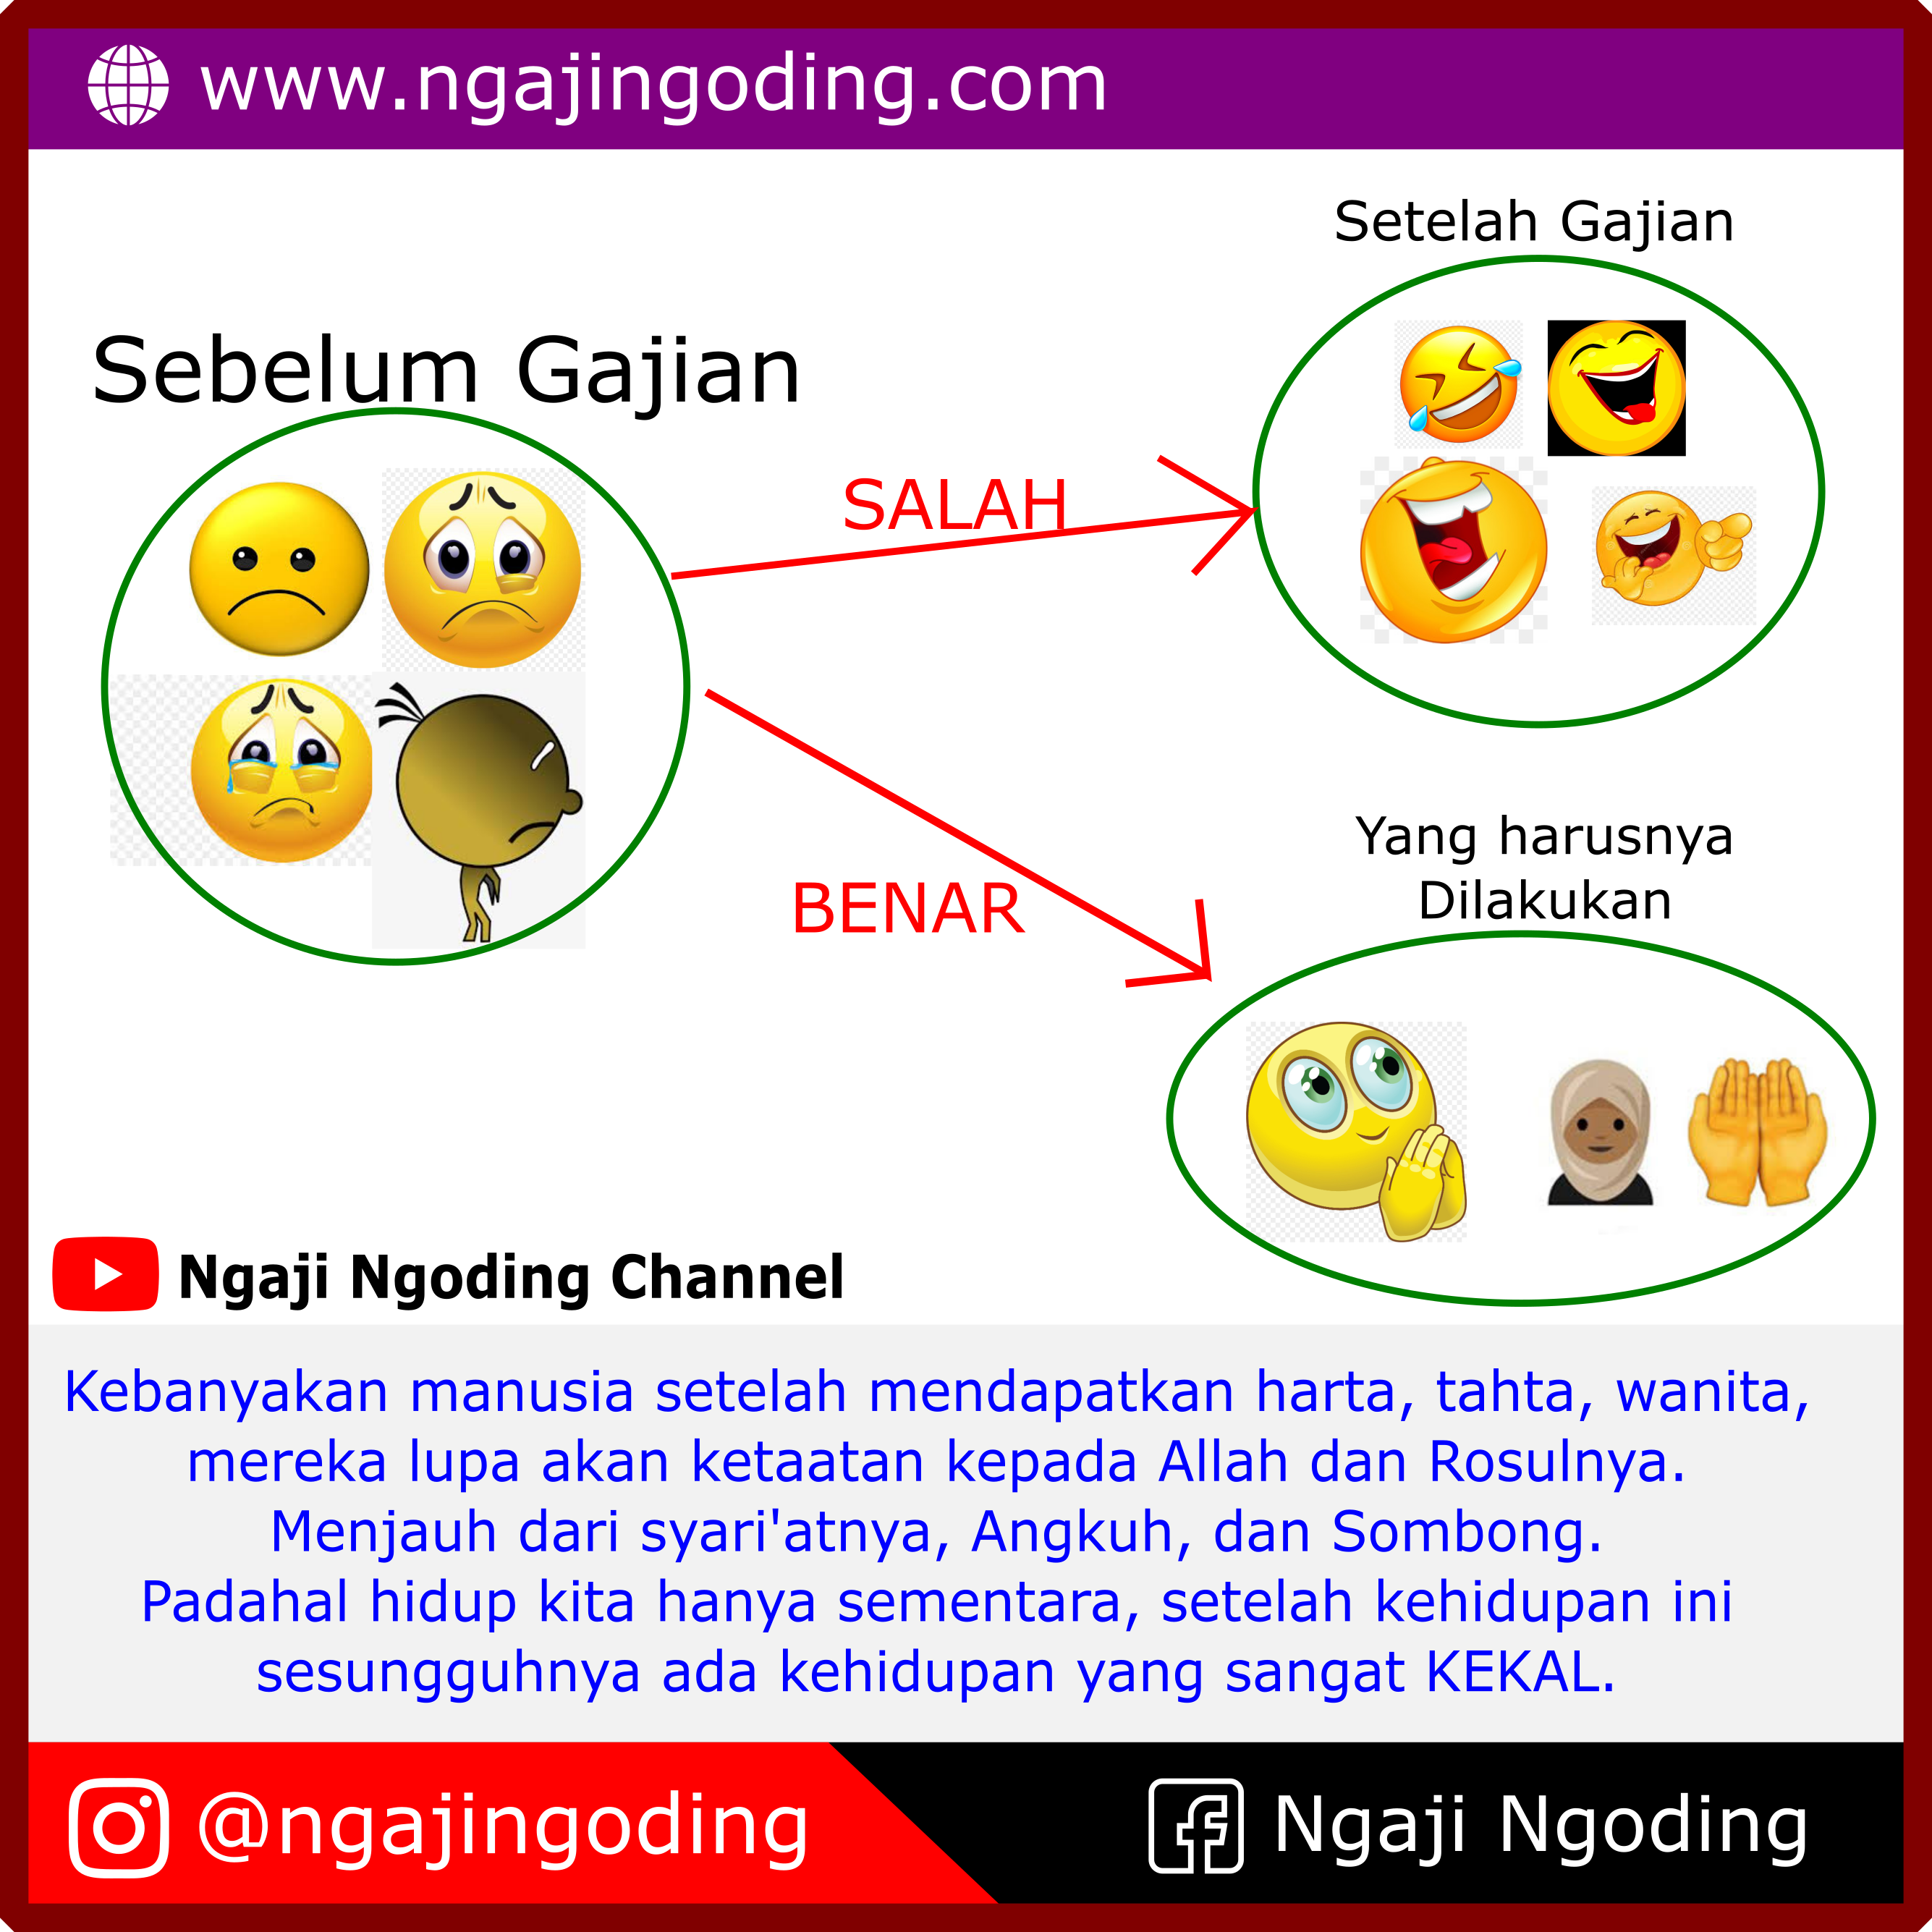 www.ngajingoding.com
Setelah Gajian
Sebelum Gajian
SALAH
Yang harusnya
Dilakukan
BENAR
Ngaji Ngoding Channel
Kebanyakan manusia setelah mendapatkan harta, tahta, wanita,
mereka lupa akan ketaatan kepada Allah dan Rosulnya.
Menjauh dari syari'atnya, Angkuh, dan Sombong.
Padahal hidup kita hanya sementara, setelah kehidupan ini
sesungguhnya ada kehidupan yang sangat KEKAL.
@ngajingoding
Ngaji Ngoding